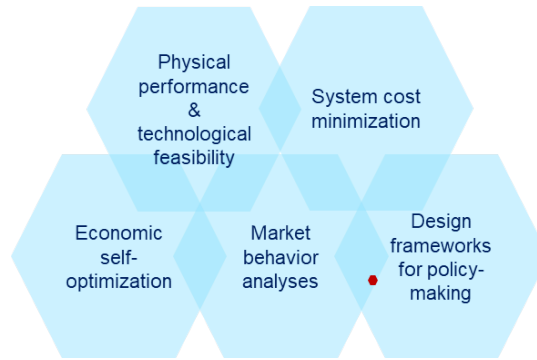 Physical
performance
&
technological
feasibility
System cost
minimization
Economic
self-
optimization
Market
behavior
analyses
Design
frameworks
for policy-
making